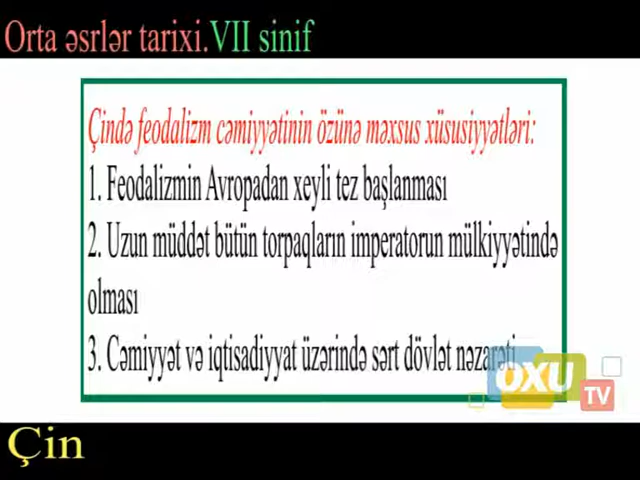 Orta əsrlər tarixi.VII sinif
Çində feodalizm cəmiyyətinin özünə məxsus xüsusiyyətləri:
1. Feodalizmin Avropadan xeyli tez başlanması
2. Uzun müddət bütün torpaqların imperatorun mülkiyyətində
olması
3. Cəmiyyət və iqtisadiyyat üzərində sərt dövlət nəzarəti
OXU
TV
Çin